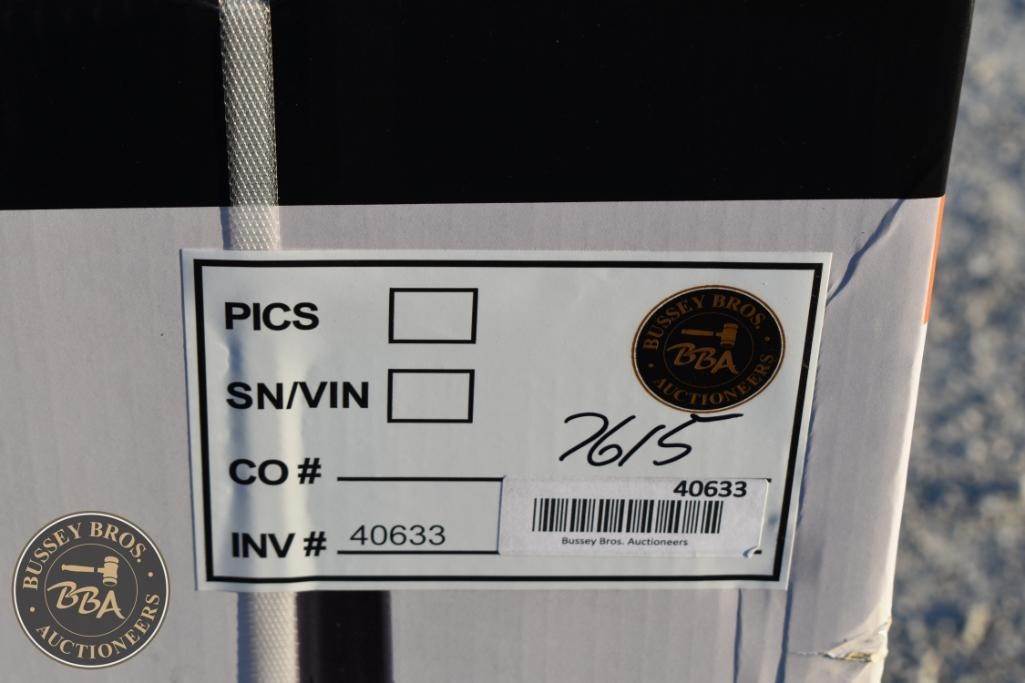 PICS
BUSSEY BROS.
BBA
AUCTIONEERS
SN/VIN
7615
CO #
40633
INV # 40633
Bussey Bros. Auctioneers
BUSSEY BROS.
BBA
AUCTIONEERS